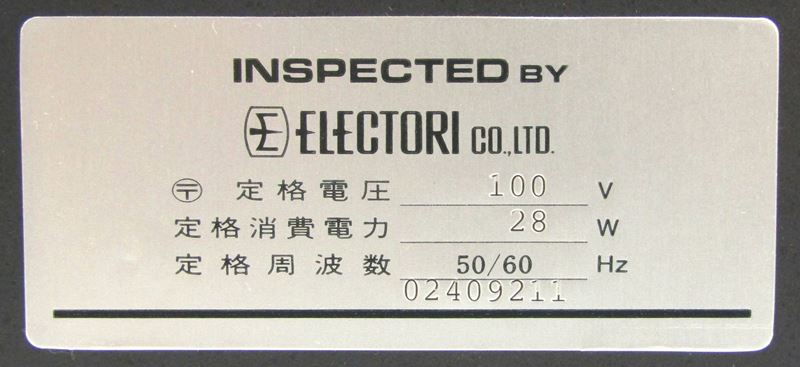 INSPECTED BY
E ELECTORI CO.,LTD.
〶 定格電圧 100 V
定格消費電力 28 W
定格周波数 50/60 Hz
02409211